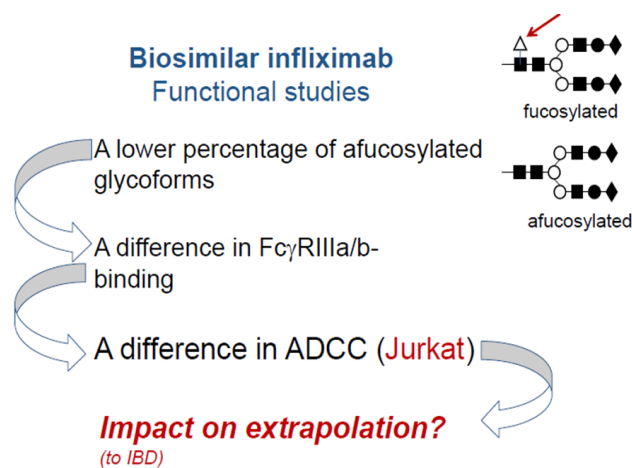 Biosimilar infliximab
Functional studies
fucosylated
A lower percentage of afucosylated
glycoforms
afucosylated
A difference in FcγRIIIa/b-
binding
A difference in ADCC (Jurkat)
Impact on extrapolation?
(to IBD)